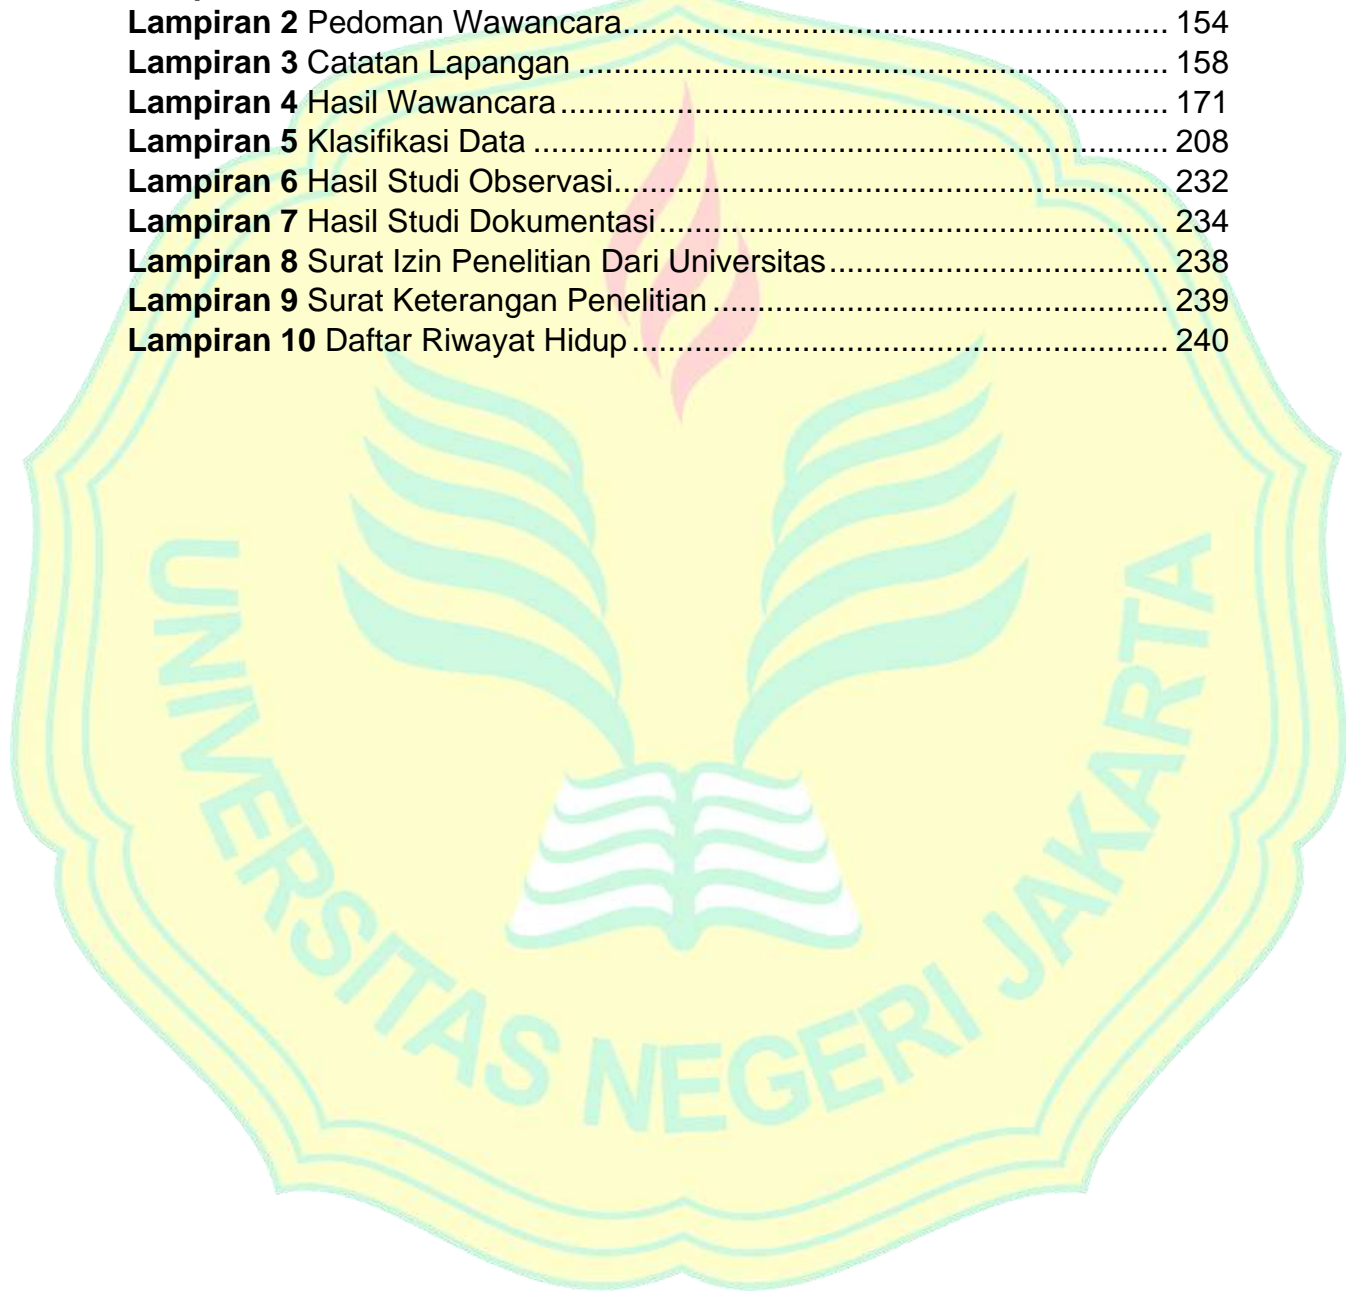 Lampiran 2 Pedoman Wawancara............................................................. 154
Lampiran 3 Catatan Lapangan .................................................................. 158
Lampiran 4 Hasil Wawancara.................................................................... 171
Lampiran 5 Klasifikasi Data ....................................................................... 208
Lampiran 6 Hasil Studi Observasi.............................................................. 232
Lampiran 7 Hasil Studi Dokumentasi......................................................... 234
Lampiran 8 Surat Izin Penelitian Dari Universitas...................................... 238
Lampiran 9 Surat Keterangan Penelitian ................................................... 239
Lampiran 10 Daftar Riwayat Hidup............................................................ 240
UNIVERSITAS NEGERI JAKARTA